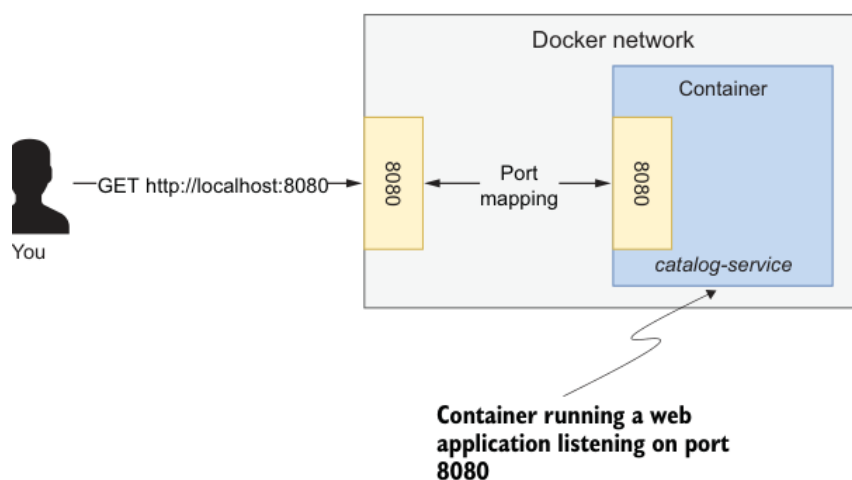 Docker network
Container
8080
8080
GET http://localhost:8080
Port
mapping
You
catalog-service
Container running a web
application listening on port
8080